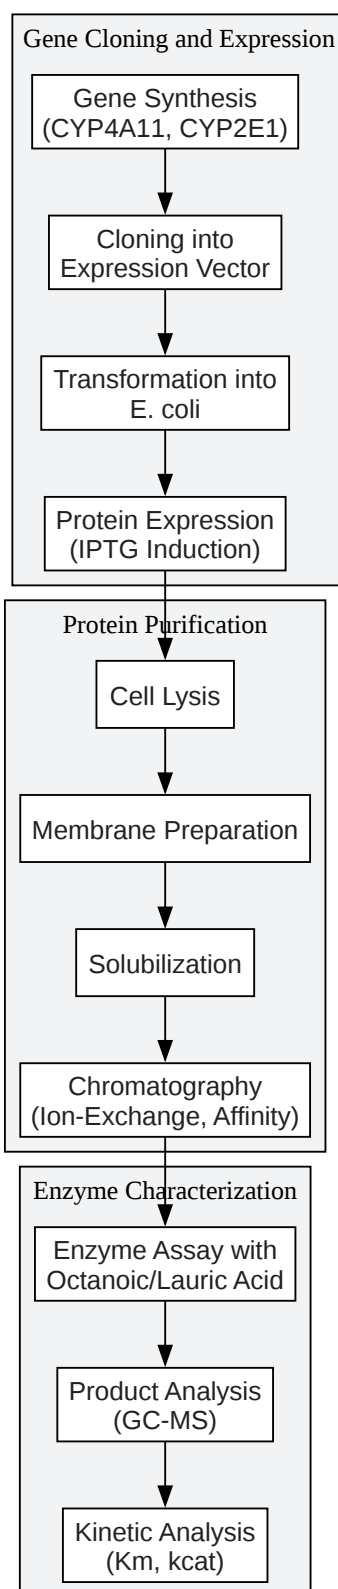 Gene Cloning and Expression
Gene Synthesis
(CYP4A11, CYP2E1)
Cloning into
Expression Vector
Transformation into
E. coli
Protein Expression
(IPTG Induction)
Protein Purification
Cell Lysis
Membrane Preparation
Solubilization
Chromatography
(Ion-Exchange, Affinity)
Enzyme Characterization
Enzyme Assay with
Octanoic/Lauric Acid
Product Analysis
(GC-MS)
Kinetic Analysis
(Km, kcat)